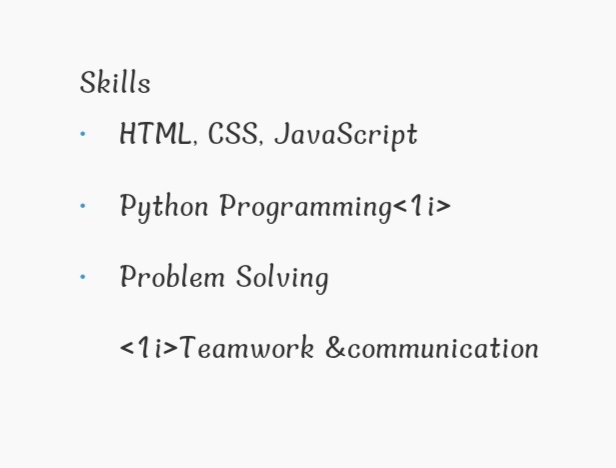 Skills
• HTML, CSS, JavaScript
• Python Programming<1i>
• Problem Solving
<1i>Teamwork &communication